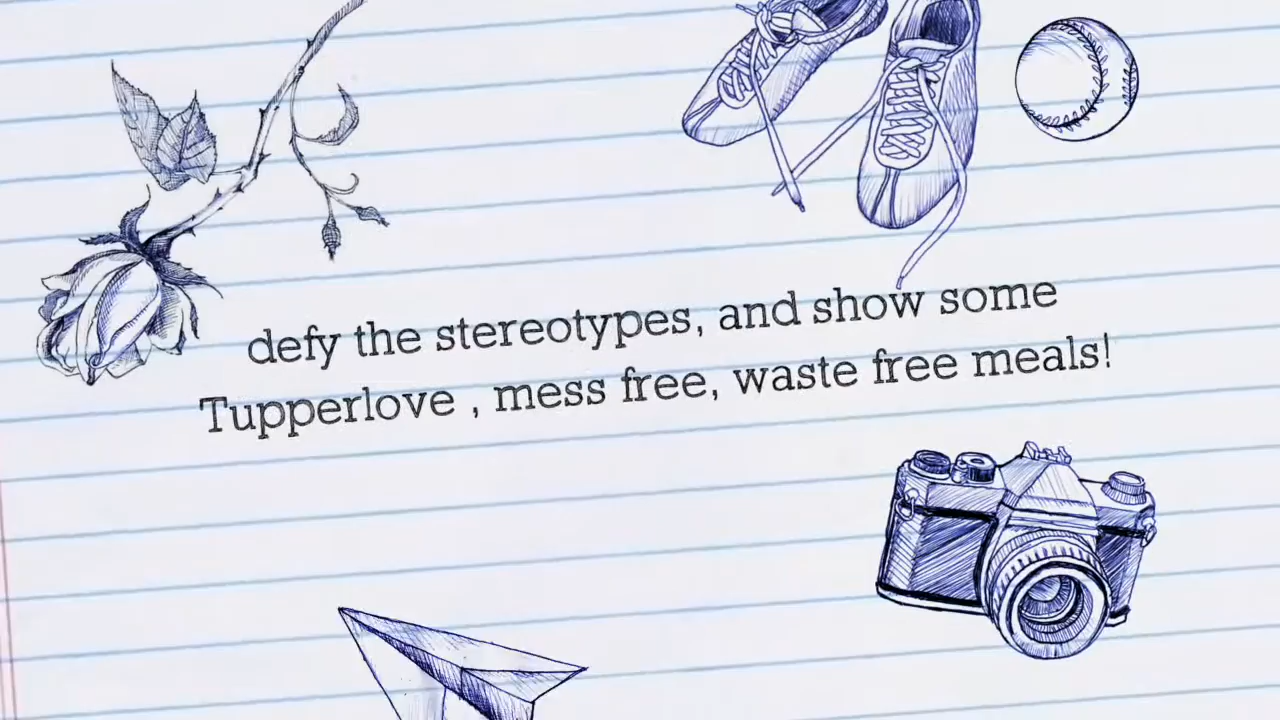 defy the stereotypes, and show some
Tupperlove , mess free, waste free meals!